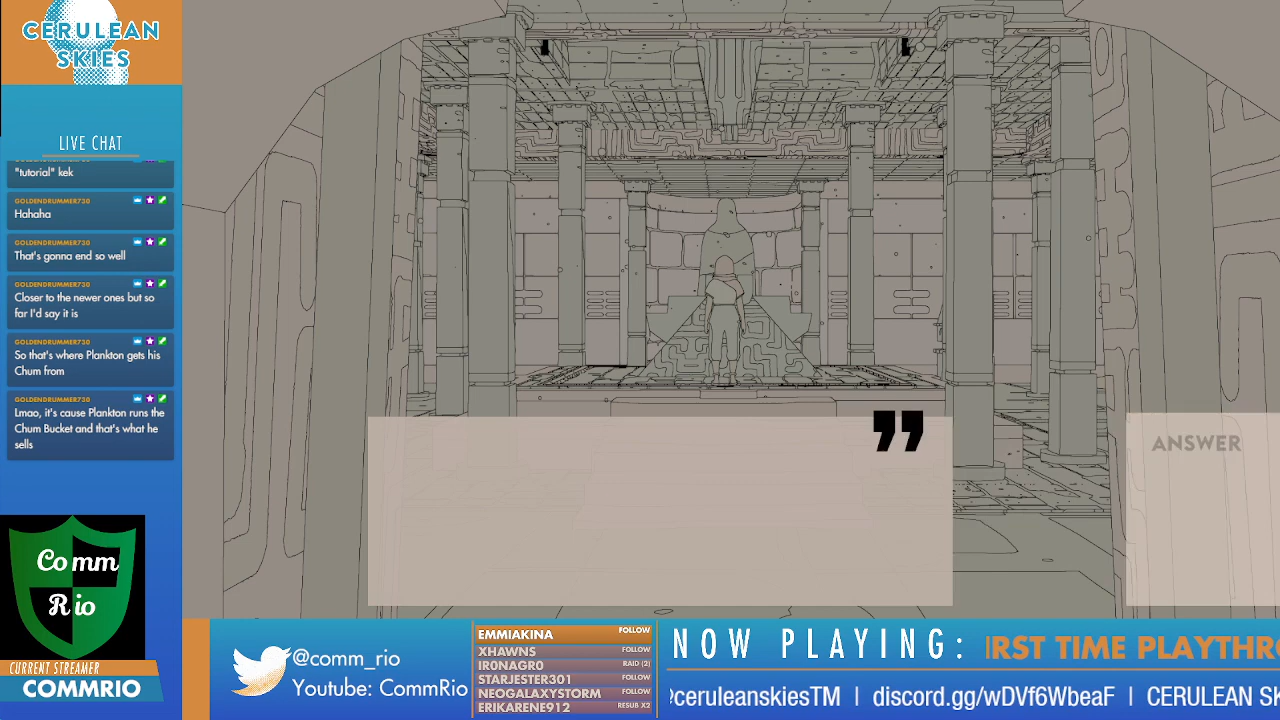 CERULEAN
SKIES
LIVE CHAT
"tutorial" kek
GOLDENDRUMMER730
Hahaha
GOLDENDRUMMER730
That's gonna end so well
GOLDENDRUMMER730
Closer to the newer ones but so
far I'd say it is
GOLDENDRUMMER730
So that's where Plankton gets his
Chum from
GOLDENDRUMMER730
Lmao, it's cause Plankton runs the
Chum Bucket and that's what he
sells
Comm
Rio
CURRENT STREAMER
COMMRIO
”
ANSWER
@comm_rio
Youtube: CommRio
EMMIAKINA FOLLOW
XHAWNS FOLLOW
IR0NAGR0 RAID (2)
STARJESTER301 FOLLOW
NEOGALAXYSTORM FOLLOW
ERIKARENE912 RESUB X2
NOW PLAYING: IRST TIME PLAYTHR
ceruleanskiesTM | discord.gg/wDVf6WbeaF | CERULEAN SK